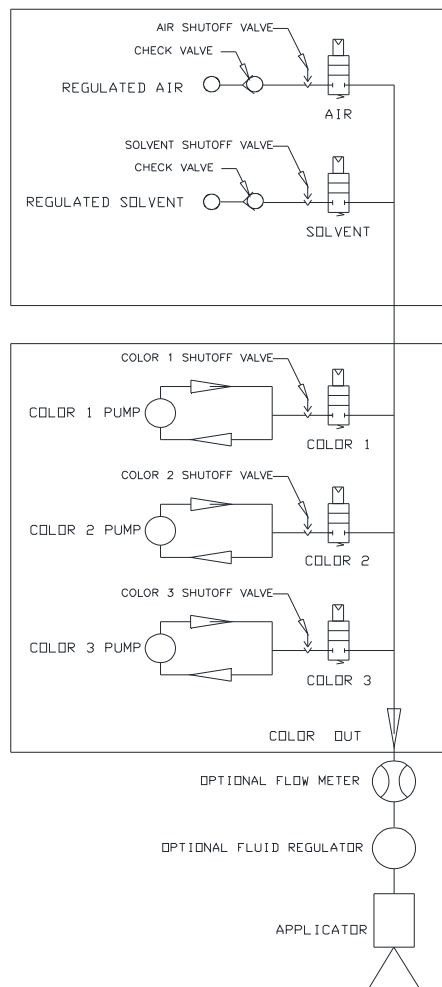 AIR SHUTOFF VALVE
CHECK VALVE
REGULATED AIR
AIR
SOLVENT SHUTOFF VALVE
CHECK VALVE
REGULATED SOLVENT
SOLVENT
COLOR 1 SHUTOFF VALVE
COLOR 1 PUMP
COLOR 1
COLOR 2 SHUTOFF VALVE
COLOR 2 PUMP
COLOR 2
COLOR 3 SHUTOFF VALVE
COLOR 3 PUMP
COLOR 3
COLOR OUT
OPTIONAL FLOW METER
OPTIONAL FLUID REGULATOR
APPLICATOR